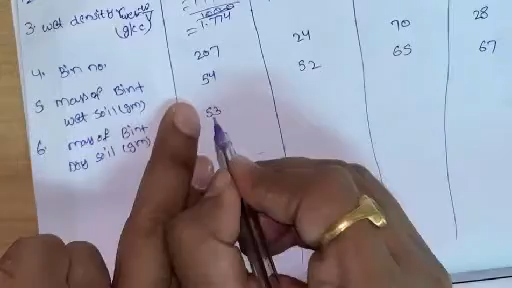 3. wet density
(g/cc) = 1.774 70 28
4. Bin no. 207 24
5 mass of Bin+ 54 52 65 67
wet soil (gm)
6 mass of Bin+ 53
Dry soil (gm)